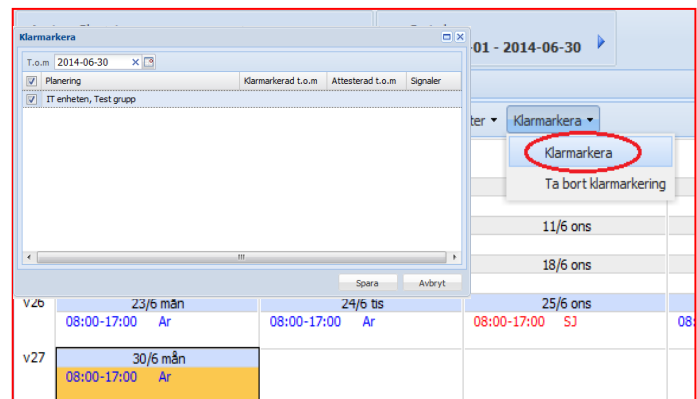 Klarmarkera
T.o.m 2014-06-30
Planering Klarmarkerad t.o.m Attesterad t.o.m Signaler
IT enheten, Test grupp
Spara Avbryt
-01 - 2014-06-30
ter Klarmarkera
Klarmarkera
Ta bort klarmarkering
11/6 ons
18/6 ons
v26 23/6 mån 24/6 tis 25/6 ons
08:00-17:00 Ar 08:00-17:00 Ar 08:00-17:00 SJ 08:
v27 30/6 mån
08:00-17:00 Ar